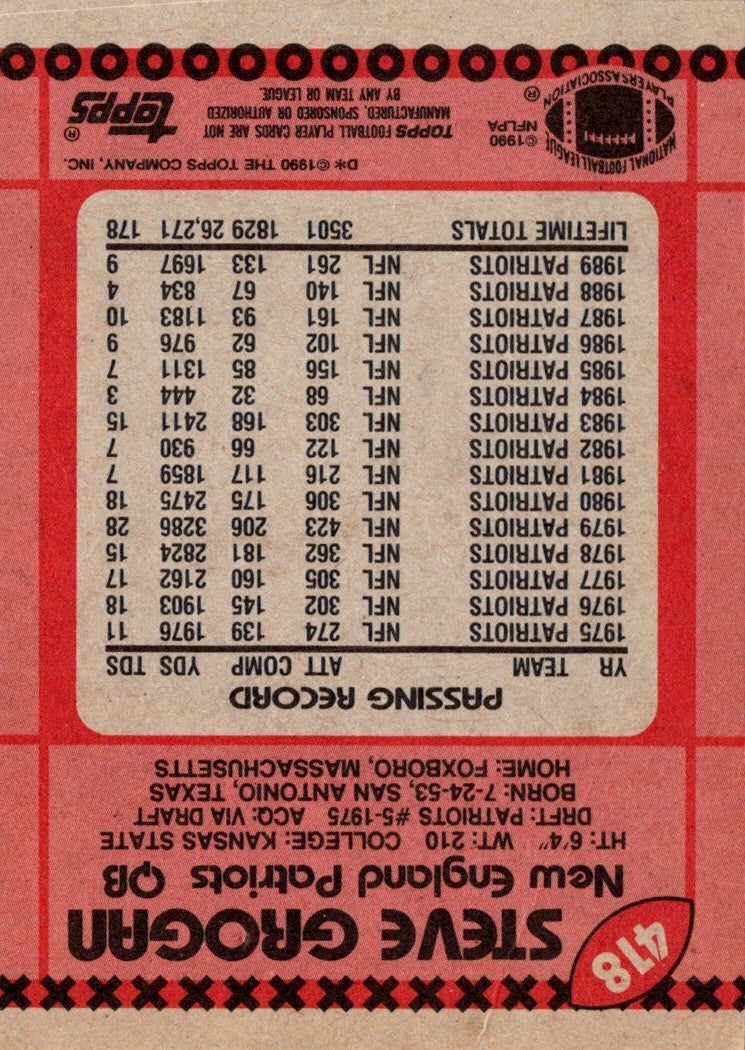 418
STEVE GROGAN
New England Patriots QB
HT: 6'4" WT: 210 COLLEGE: KANSAS STATE
DRFT: PATRIOTS #5-1975 ACQ: VIA DRAFT
BORN: 7-24-53, SAN ANTONIO, TEXAS
HOME: FOXBORO, MASSACHUSETTS
PASSING RECORD
YR TEAM ATT COMP YDS TDS
1975 PATRIOTS NFL 274 139 1976 11
1976 PATRIOTS NFL 302 145 1903 18
1977 PATRIOTS NFL 305 160 2162 17
1978 PATRIOTS NFL 362 181 2824 15
1979 PATRIOTS NFL 423 206 3286 28
1980 PATRIOTS NFL 306 175 2475 18
1981 PATRIOTS NFL 216 117 1859 7
1982 PATRIOTS NFL 122 66 930 7
1983 PATRIOTS NFL 303 168 2411 15
1984 PATRIOTS NFL 68 32 444 3
1985 PATRIOTS NFL 156 85 1311 7
1986 PATRIOTS NFL 102 62 976 9
1987 PATRIOTS NFL 161 93 1183 10
1988 PATRIOTS NFL 140 67 834 4
1989 PATRIOTS NFL 261 133 1697 9
LIFETIME TOTALS 3501 1829 26,271 178
NATIONAL FOOTBALL LEAGUE
PLAYERS ASSOCIATION
®
©1990
NFLPA
D*©1990 THE TOPPS COMPANY, INC.
TOPPS FOOTBALL PLAYER CARDS ARE NOT
MANUFACTURED, SPONSORED OR AUTHORIZED
BY ANY TEAM OR LEAGUE.
topps ®